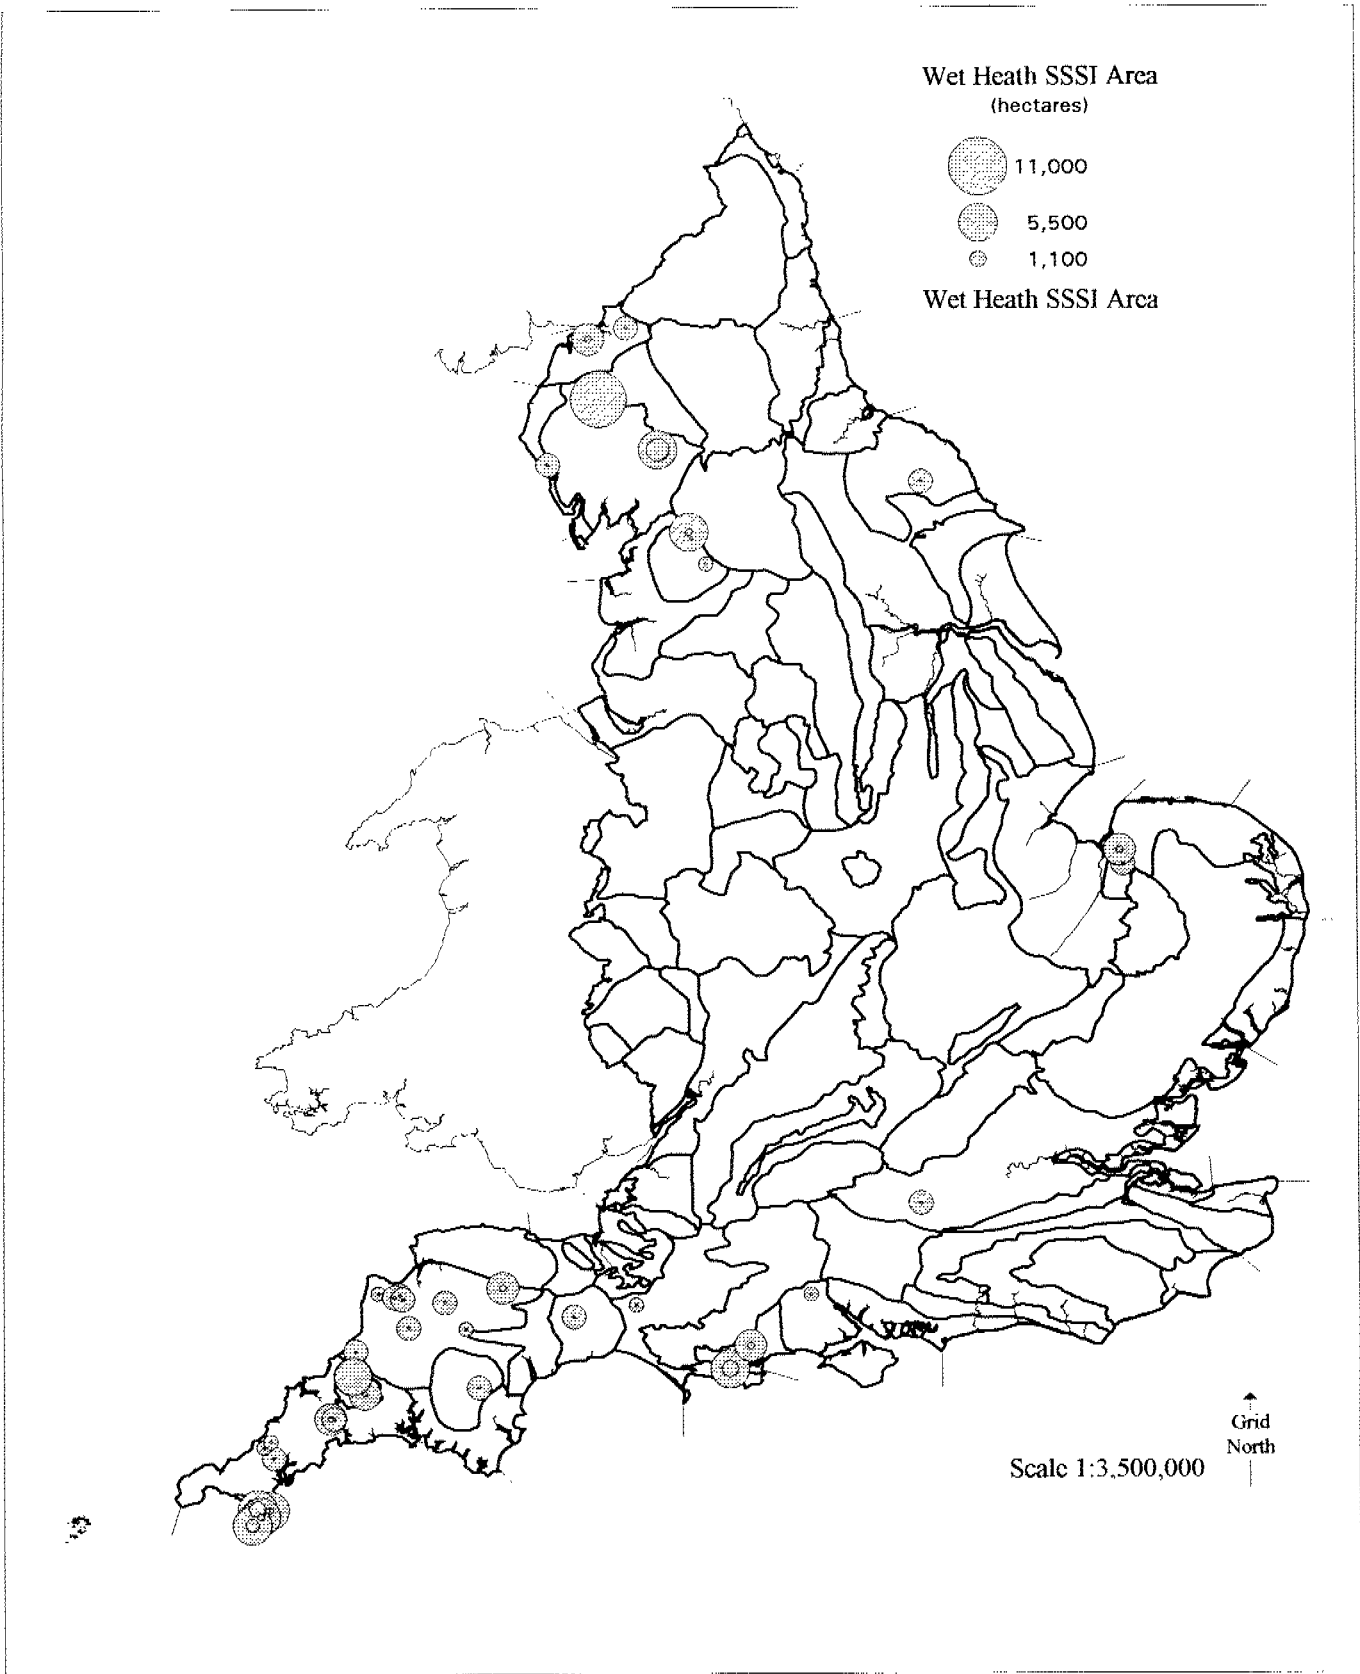 Wet Heath SSSI Area
(hectares)
11,000
5,500
1,100
Wet Heath SSSI Area
Grid
North
Scale 1:3,500,000